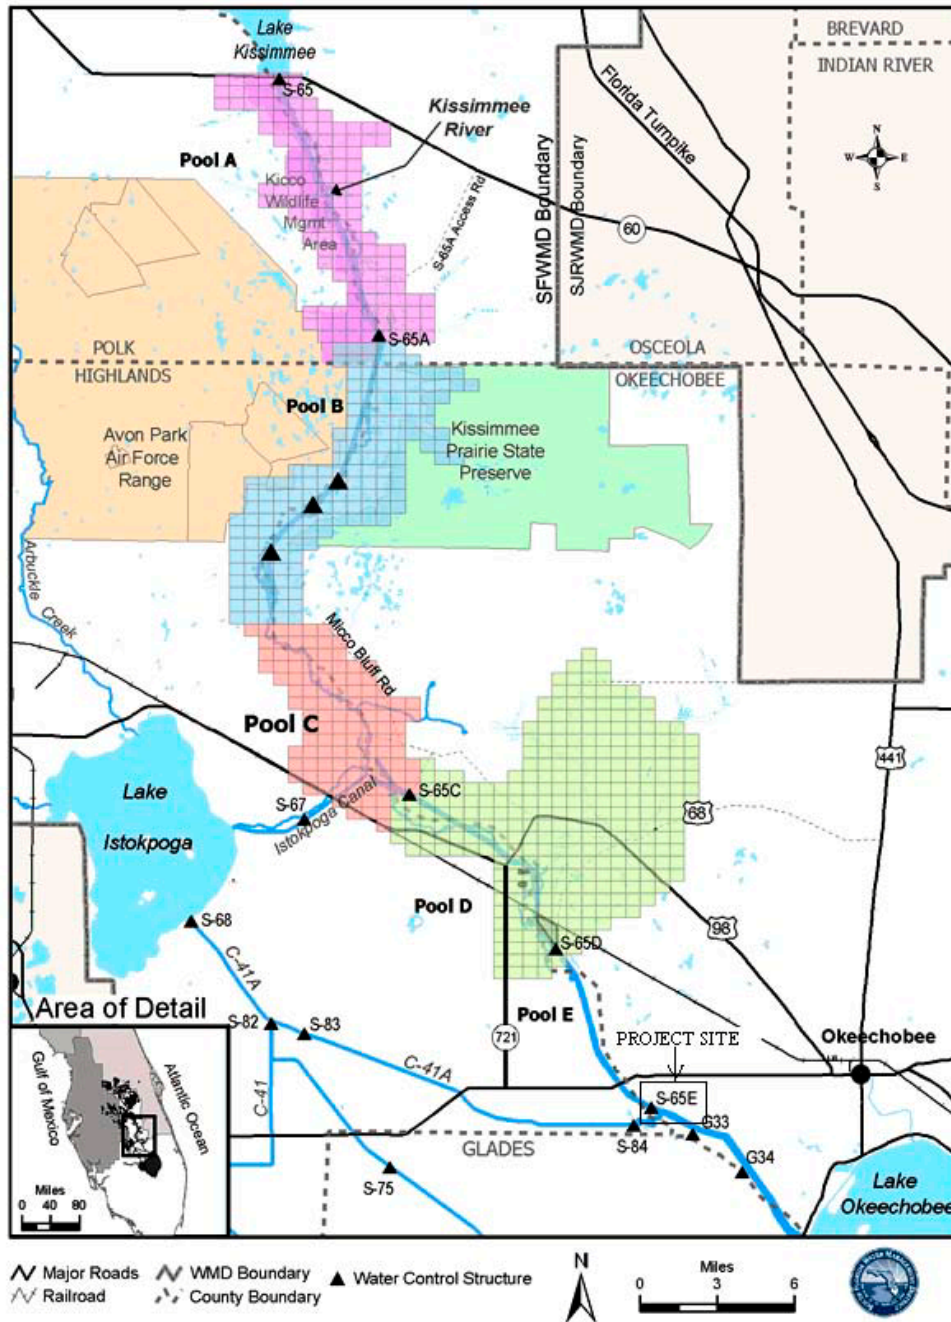 Lake
Kissimmee
BREVARD
INDIAN RIVER
S-65
Florida Turnpike
Kissimmee
River
Pool A
N
W
E
S
Kicco
Wildlife
Mgmt
Area
S-65A Access Rd
SFWMD Boundary
SJRWMD Boundary
60
S-65A
POLK
OSCEOLA
HIGHLANDS
OKEECHOBEE
Pool B
Avon Park
Air Force
Range
Kissimmee
Prairie State
Preserve
Arbuckle
Creek
Micco Bluff Rd
Pool C
441
Lake
Istokpoga
S-67
Istokpoga Canal
S-65C
68
Pool D
98
S-68
S-65D
C-41A
Area of Detail
S-82
S-83
Pool E
721
PROJECT SITE
Okeechobee
Gulf of Mexico
Atlantic Ocean
C-41
C-41A
S-65E
G33
S-84
GLADES
G34
S-75
Lake
Okeechobee
Miles
0 40 80
Major Roads
WMD Boundary
Water Control Structure
Railroad
County Boundary
N
Miles
0 3 6